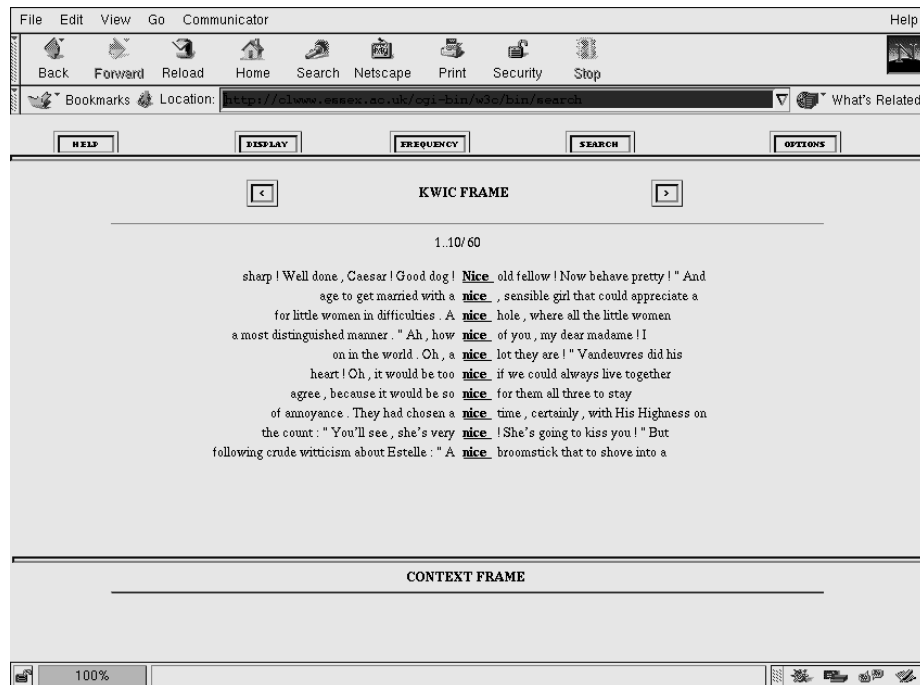 File Edit View Go Communicator Help
Back Forward Reload Home Search Netscape Print Security Stop
Bookmarks Location: http://clwww.essex.ac.uk/cgi-bin/w3c/bin/search What's Related
HELP DISPLAY FREQUENCY SEARCH OPTIONS
< KWIC FRAME >
1..10/60
sharp ! Well done , Caesar ! Good dog ! Nice old fellow ! Now behave pretty ! " And
age to get married with a nice , sensible girl that could appreciate a
for little women in difficulties . A nice hole , where all the little women
a most distinguished manner . " Ah , how nice of you , my dear madame ! I
on in the world . Oh , a nice lot they are ! " Vandeuvres did his
heart ! Oh , it would be too nice if we could always live together
agree , because it would be so nice for them all three to stay
of annoyance . They had chosen a nice time , certainly , with His Highness on
the count : " You'll see , she's very nice ! She's going to kiss you ! " But
following crude witticism about Estelle : " A nice broomstick that to shove into a
CONTEXT FRAME
100%